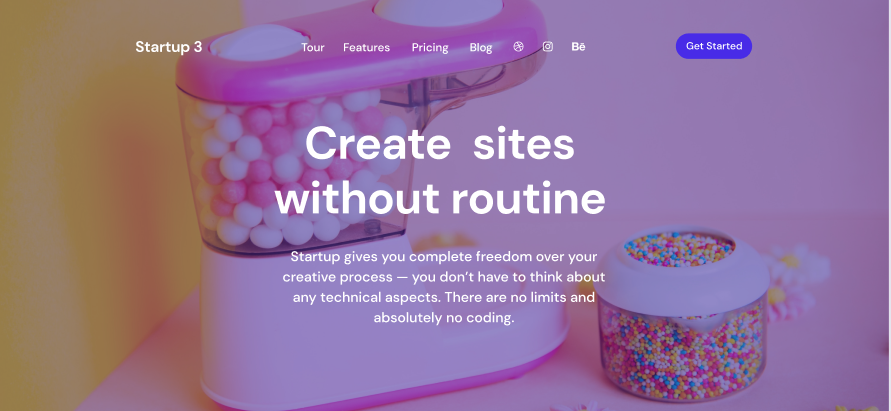 Startup 3 Tour Features Pricing Blog Bē Get Started
Create sites
without routine
Startup gives you complete freedom over your
creative process — you don’t have to think about
any technical aspects. There are no limits and
absolutely no coding.